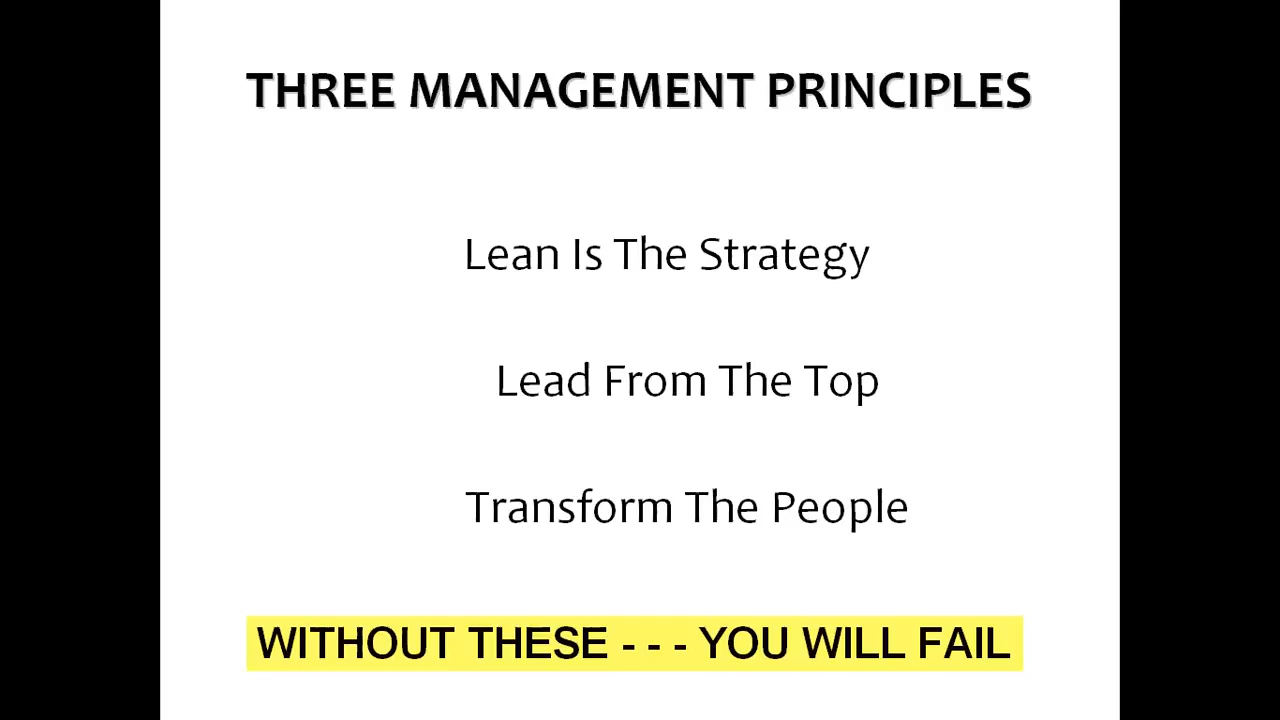 THREE MANAGEMENT PRINCIPLES
Lean Is The Strategy
Lead From The Top
Transform The People
WITHOUT THESE - - - YOU WILL FAIL